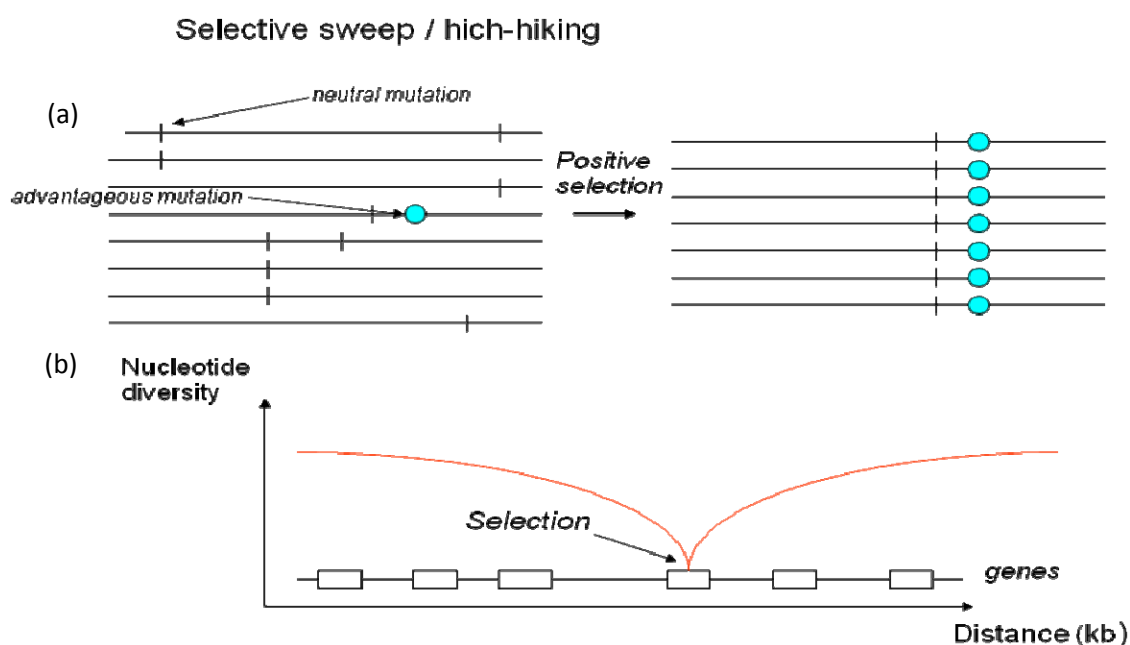 Selective sweep / hich-hiking
(a)
neutral mutation
advantageous mutation
Positive
selection
(b)
Nucleotide
diversity
Selection
genes
Distance (kb)